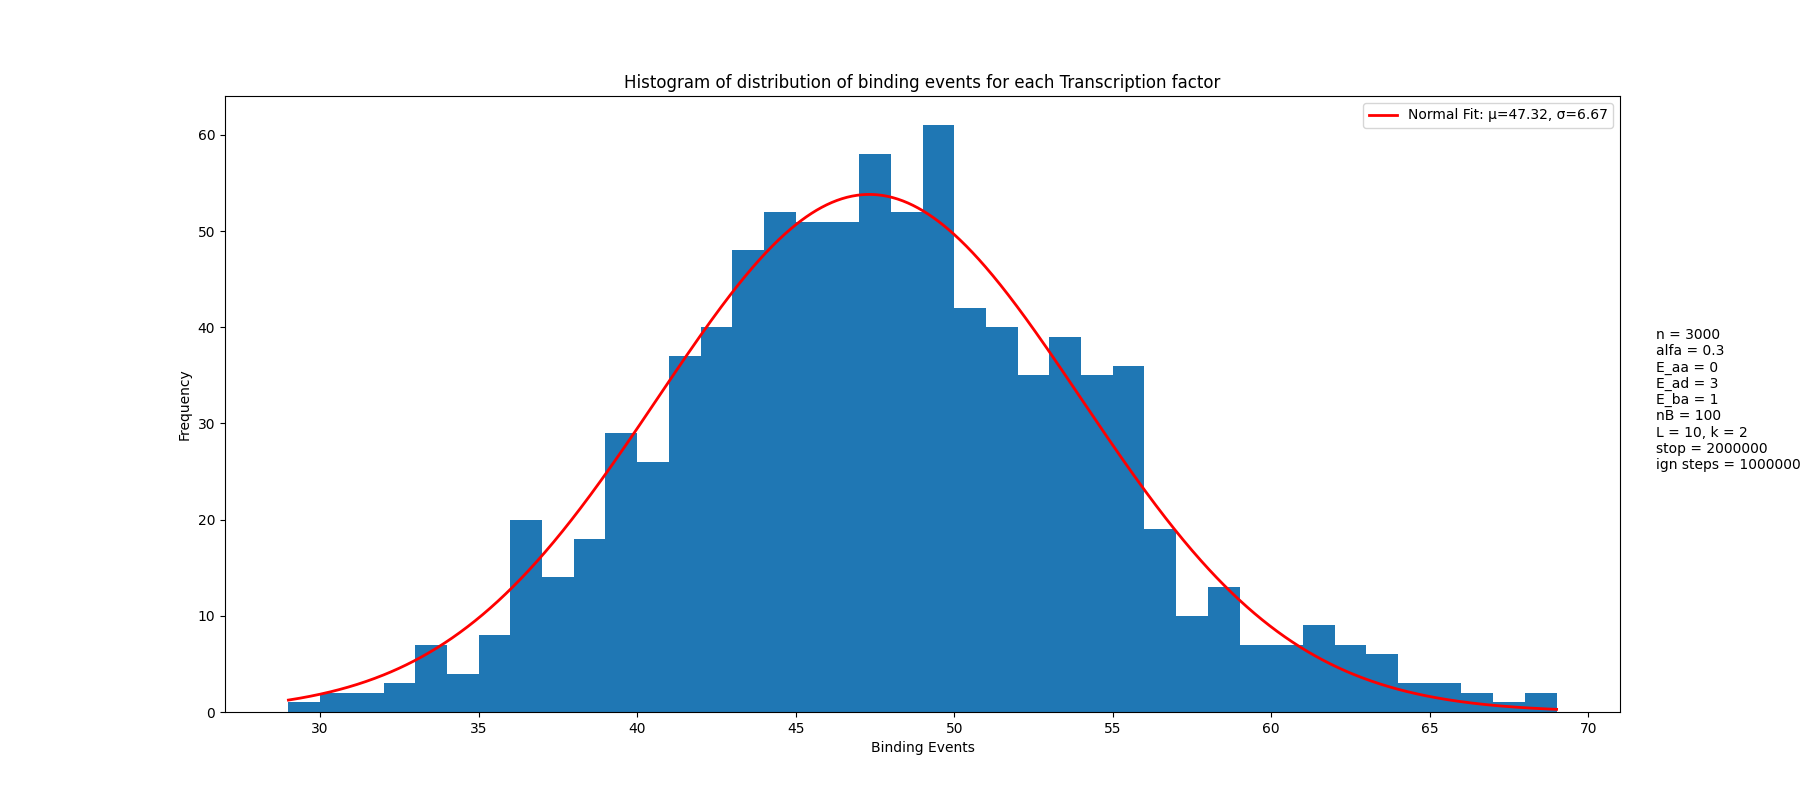 Histogram of distribution of binding events for each Transcription factor
Normal Fit: μ=47.32, σ=6.67
60
50
40
30
20
10
0
Frequency
30 35 40 45 50 55 60 65 70
Binding Events
n = 3000
alfa = 0.3
E_aa = 0
E_ad = 3
E_ba = 1
nB = 100
L = 10, k = 2
stop = 2000000
ign steps = 1000000